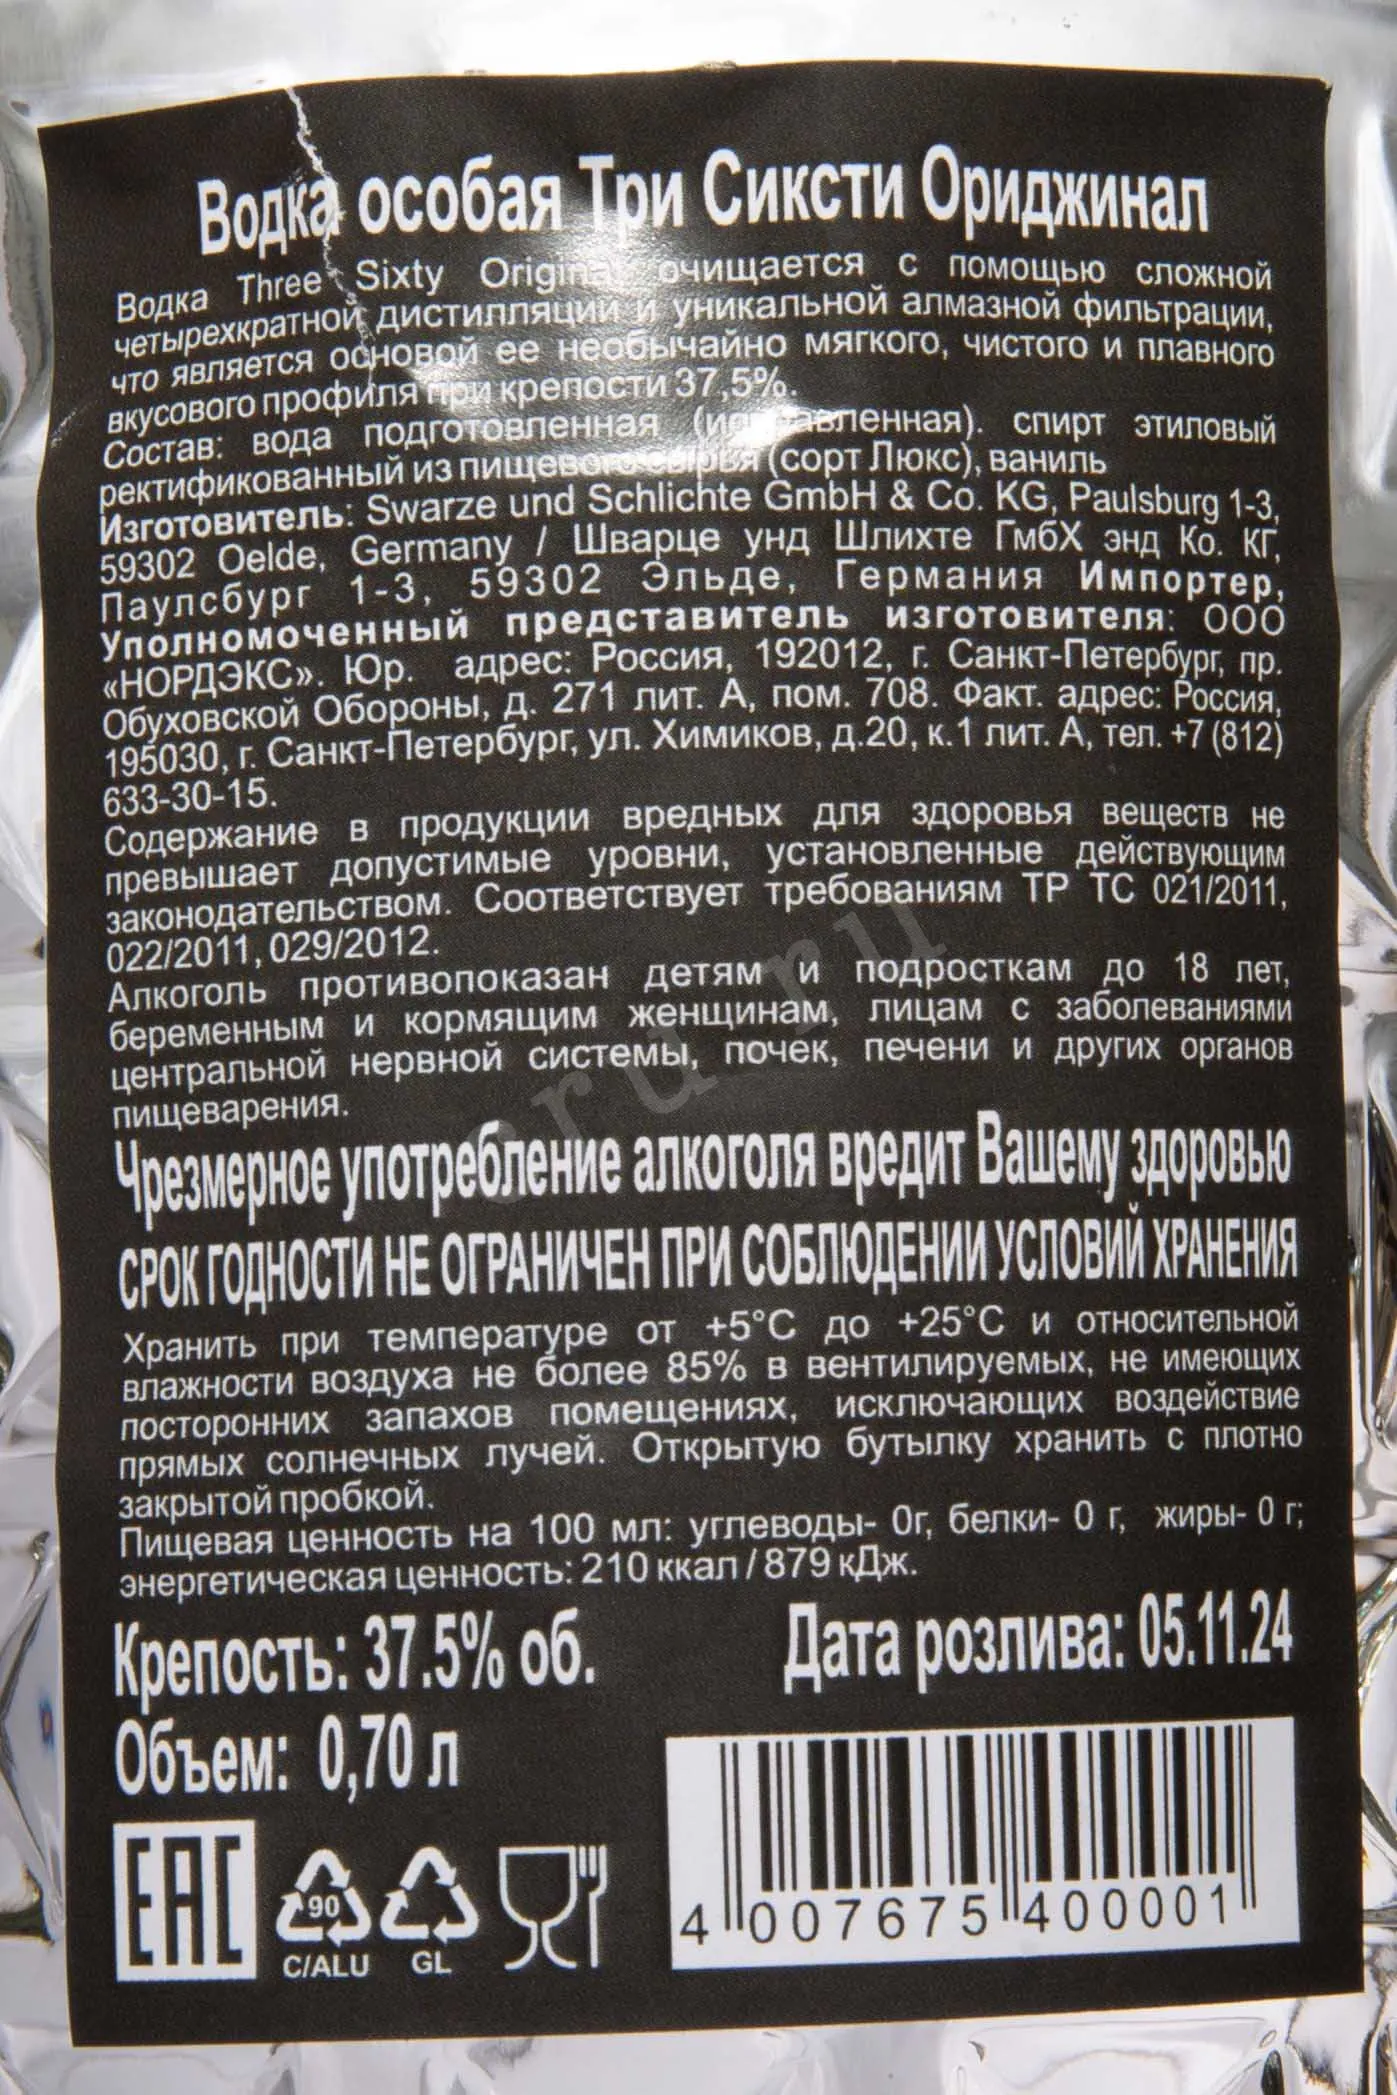 Водка особая Три Сиксти Ориджинал
Водка Three Sixty очищается с помощью сложной
четырехкратной дистилляции и уникальной алмазной фильтрации,
что является основой ее необычайно мягкого, чистого и плавного
вкусового профиля при крепости 37,5%.
Состав: вода подготовленная спирт этиловый
ректификованный из пищевого сырья (сорт Люкс), ваниль
Изготовитель: Swarze und Schlichte GmbH & Co. KG, Paulsburg 1-3,
59302 Oelde, Germany / Шварце унд Шлихте ГмбХ энд Ко. КГ,
Паулсбург 1-3, 59302 Эльде, Германия Импортер,
Уполномоченный представитель изготовителя: ООО
«НОРДЭКС». Юр. адрес: Россия, 192012, г. Санкт-Петербург, пр.
Обуховской Обороны, д. 271 лит. А, пом. 708. Факт. адрес: Россия,
195030, г. Санкт-Петербург, ул. Химиков, д.20, к.1 лит. А, тел. +7 (812)
633-30-15.
Содержание в продукции вредных для здоровья веществ не
превышает допустимые уровни, установленные действующим
законодательством. Соответствует требованиям ТР ТС 021/2011,
022/2011, 029/2012.
Алкоголь противопоказан детям и подросткам до 18 лет,
беременным и кормящим женщинам, лицам с заболеваниями
центральной нервной системы, почек, печени и других органов
пищеварения.
Чрезмерное употребление алкоголя вредит Вашему здоровью
СРОК ГОДНОСТИ НЕ ОГРАНИЧЕН ПРИ СОБЛЮДЕНИИ УСЛОВИЙ ХРАНЕНИЯ
Хранить при температуре от +5°С до +25°С и относительной
влажности воздуха не более 85% в вентилируемых, не имеющих
посторонних запахов помещениях, исключающих воздействие
прямых солнечных лучей. Открытую бутылку хранить с плотно
закрытой пробкой.
Пищевая ценность на 100 мл: углеводы- 0г, белки- 0 г, жиры- 0 г;
энергетическая ценность: 210 ккал / 879 кДж.
Крепость: 37.5% об.
Дата розлива: 05.11.24
Объем: 0,70 л
EAC
90
C/ALU
GL
4 007675 400001